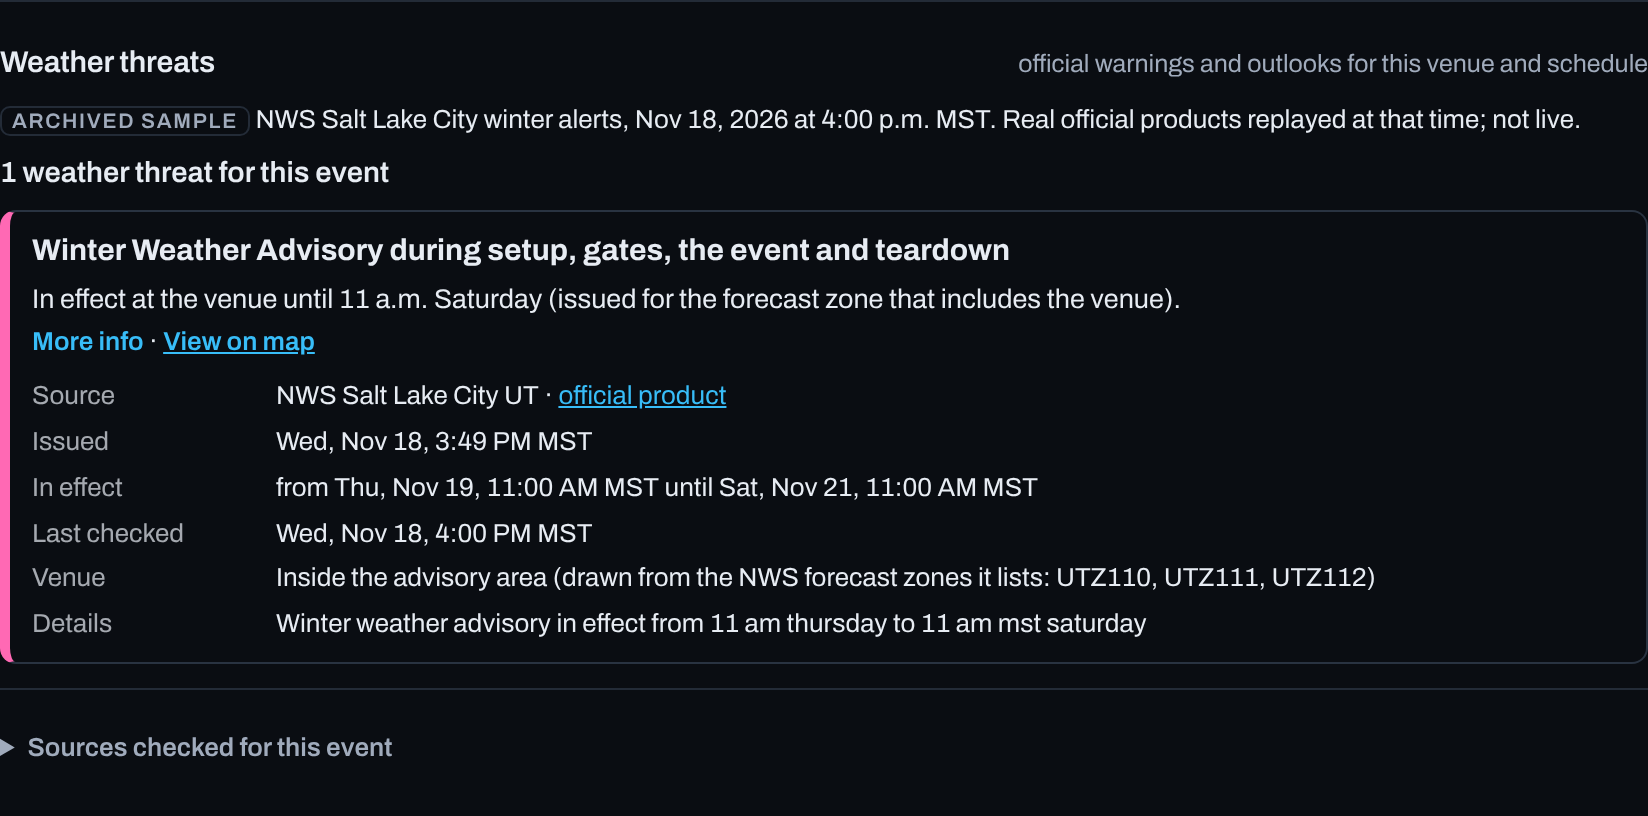 Weather threats
official warnings and outlooks for this venue and schedule
ARCHIVED SAMPLE NWS Salt Lake City winter alerts, Nov 18, 2026 at 4:00 p.m. MST. Real official products replayed at that time; not live.
1 weather threat for this event
Winter Weather Advisory during setup, gates, the event and teardown
In effect at the venue until 11 a.m. Saturday (issued for the forecast zone that includes the venue).
More info · View on map
Source NWS Salt Lake City UT · official product
Issued Wed, Nov 18, 3:49 PM MST
In effect from Thu, Nov 19, 11:00 AM MST until Sat, Nov 21, 11:00 AM MST
Last checked Wed, Nov 18, 4:00 PM MST
Venue Inside the advisory area (drawn from the NWS forecast zones it lists: UTZ110, UTZ111, UTZ112)
Details Winter weather advisory in effect from 11 am thursday to 11 am mst saturday
Sources checked for this event